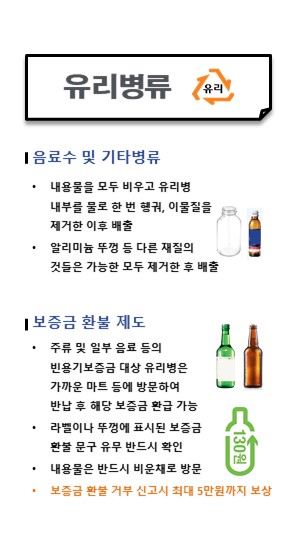 유리병류
유리
음료수 및 기타병류
• 내용물을 모두 비우고 유리병
내부를 물로 한 번 헹궈, 이물질을
제거한 이후 배출
• 알리미늄 뚜껑 등 다른 재질의
것들은 가능한 모두 제거한 후 배출
보증금 환불 제도
• 주류 및 일부 음료 등의
빈용기보증금 대상 유리병은
가까운 마트 등에 방문하여
반납 후 해당 보증금 환급 가능
• 라벨이나 뚜껑에 표시된 보증금
환불 문구 유무 반드시 확인
130원
• 내용물은 반드시 비운채로 방문
• 보증금 환불 거부 신고시 최대 5만원까지 보상